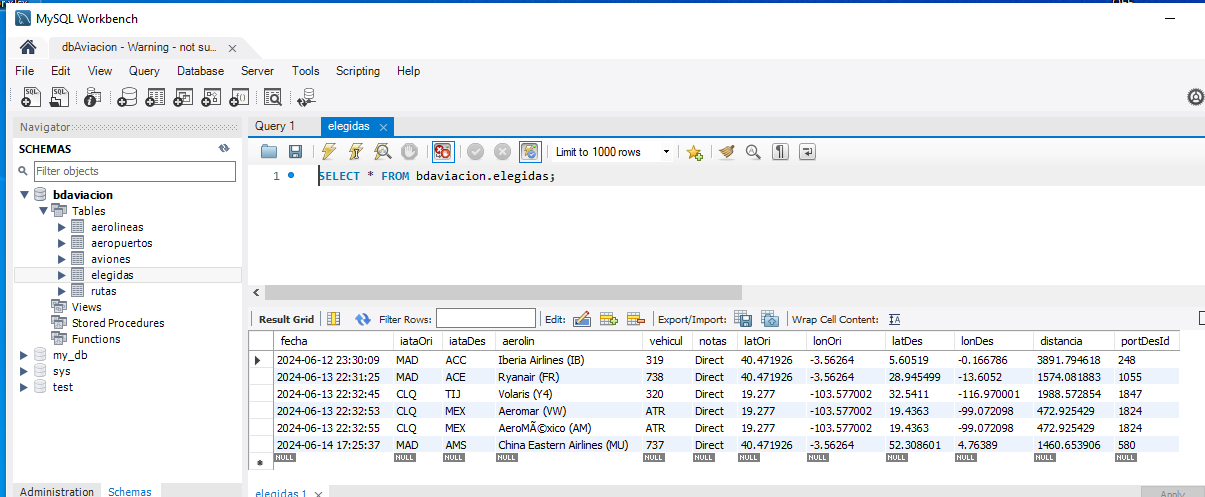 MySQL Workbench
dbAviacion - Warning - not su...
File Edit View Query Database Server Tools Scripting Help
Navigator
SCHEMAS
Filter objects
bdaviacion
Tables
aerolineas
aeropuertos
aviones
elegidas
rutas
Views
Stored Procedures
Functions
my_db
sys
test
Administration Schemas
Query 1 elegidas
Limit to 1000 rows
1 SELECT * FROM bdaviacion.elegidas;
Result Grid Filter Rows: Edit: Export/Import: Wrap Cell Content:
fecha iataOri iataDes aerolin vehicul notas latOri lonOri latDes lonDes distancia portDesId
2024-06-12 23:30:09 MAD ACC Iberia Airlines (IB) 319 Direct 40.471926 -3.56264 5.60519 -0.166786 3891.794618 248
2024-06-13 22:31:25 MAD ACE Ryanair (FR) 738 Direct 40.471926 -3.56264 28.945499 -13.6052 1574.081883 1055
2024-06-13 22:32:45 CLQ TIJ Volaris (Y4) 320 Direct 19.277 -103.577002 32.5411 -116.970001 1988.572854 1847
2024-06-13 22:32:53 CLQ MEX Aeromar (VW) ATR Direct 19.277 -103.577002 19.4363 -99.072098 472.925429 1824
2024-06-13 22:32:55 CLQ MEX AeroMÃ©xico (AM) ATR Direct 19.277 -103.577002 19.4363 -99.072098 472.925429 1824
2024-06-14 17:25:37 MAD AMS China Eastern Airlines (MU) 737 Direct 40.471926 -3.56264 52.308601 4.76389 1460.653906 580
NULL NULL NULL NULL NULL NULL NULL NULL NULL NULL NULL NULL
elegidas 1
Apply